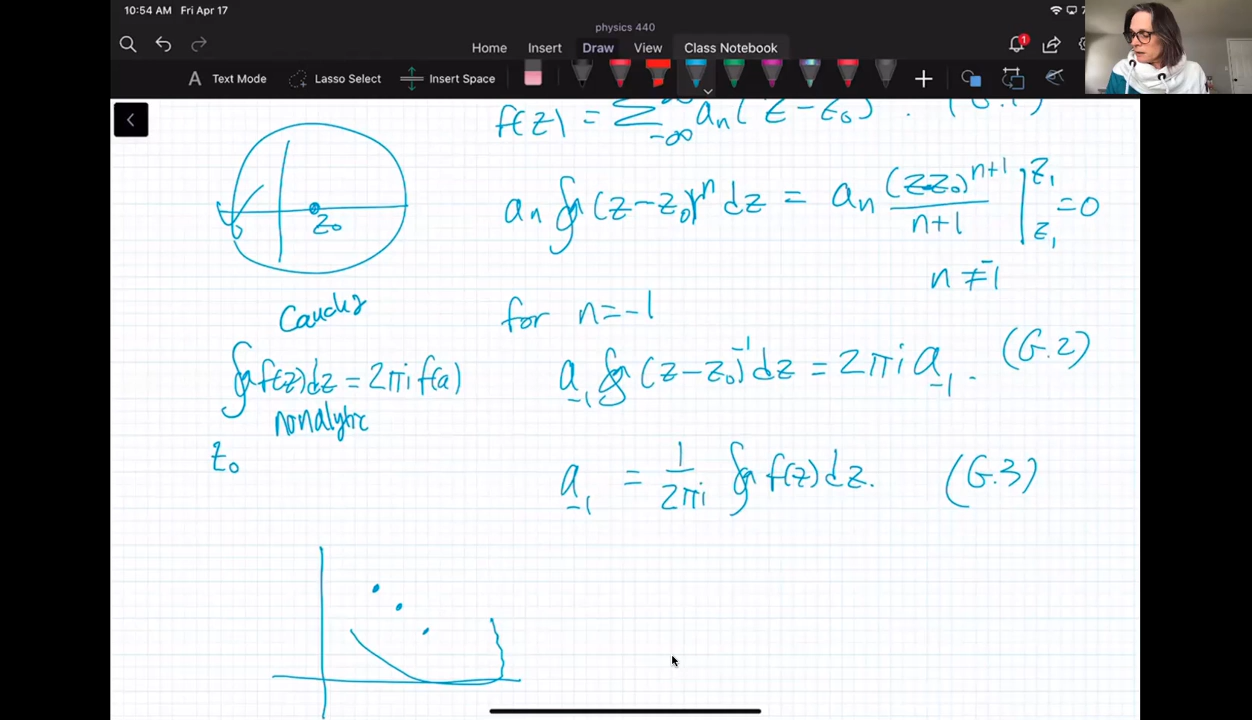 10:54 AM Fri Apr 17
physics 440
Home Insert Draw View Class Notebook
1
Text Mode Lasso Select Insert Space
f(z) = ∑_{-∞}^{∞} a_n (z - z_0)^n . (G.1)
a_n ∮ (z - z_0)^n dz = a_n (z-z_0)^{n+1} / (n+1) |_{z_1}^{z_1} = 0
n ≠ -1
z_0
Cauchy
for n = -1
∮ f(z) dz = 2πi f(a)
a_{-1} ∮ (z - z_0)^{-1} dz = 2πi a_{-1} . (G.2)
nonalytic
z_0
a_{-1} = 1/2πi ∮ f(z) dz. (G.3)